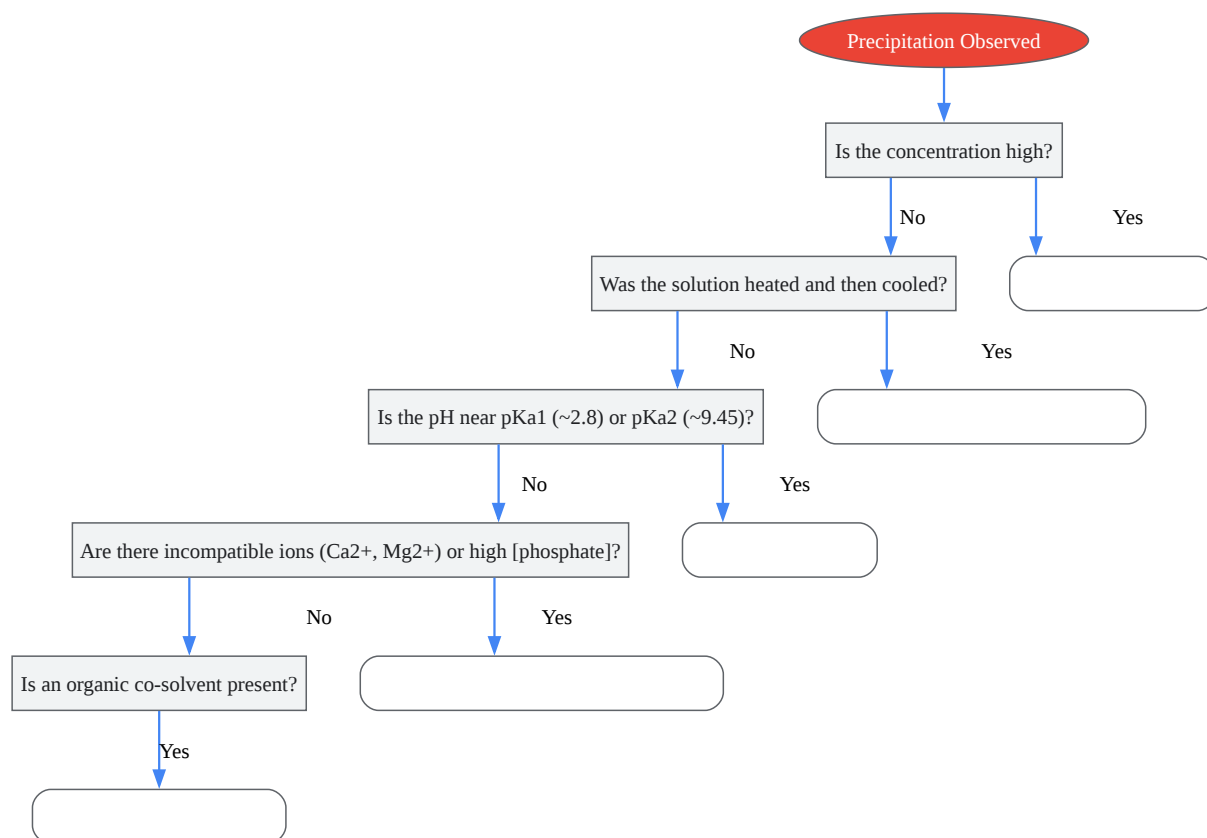 Precipitation Observed
Is the concentration high?
No
Yes
Was the solution heated and then cooled?
No
Yes
Is the pH near pKa1 (~2.8) or pKa2 (~9.45)?
No
Yes
Are there incompatible ions (Ca2+, Mg2+) or high [phosphate]?
No
Yes
Is an organic co-solvent present?
Yes